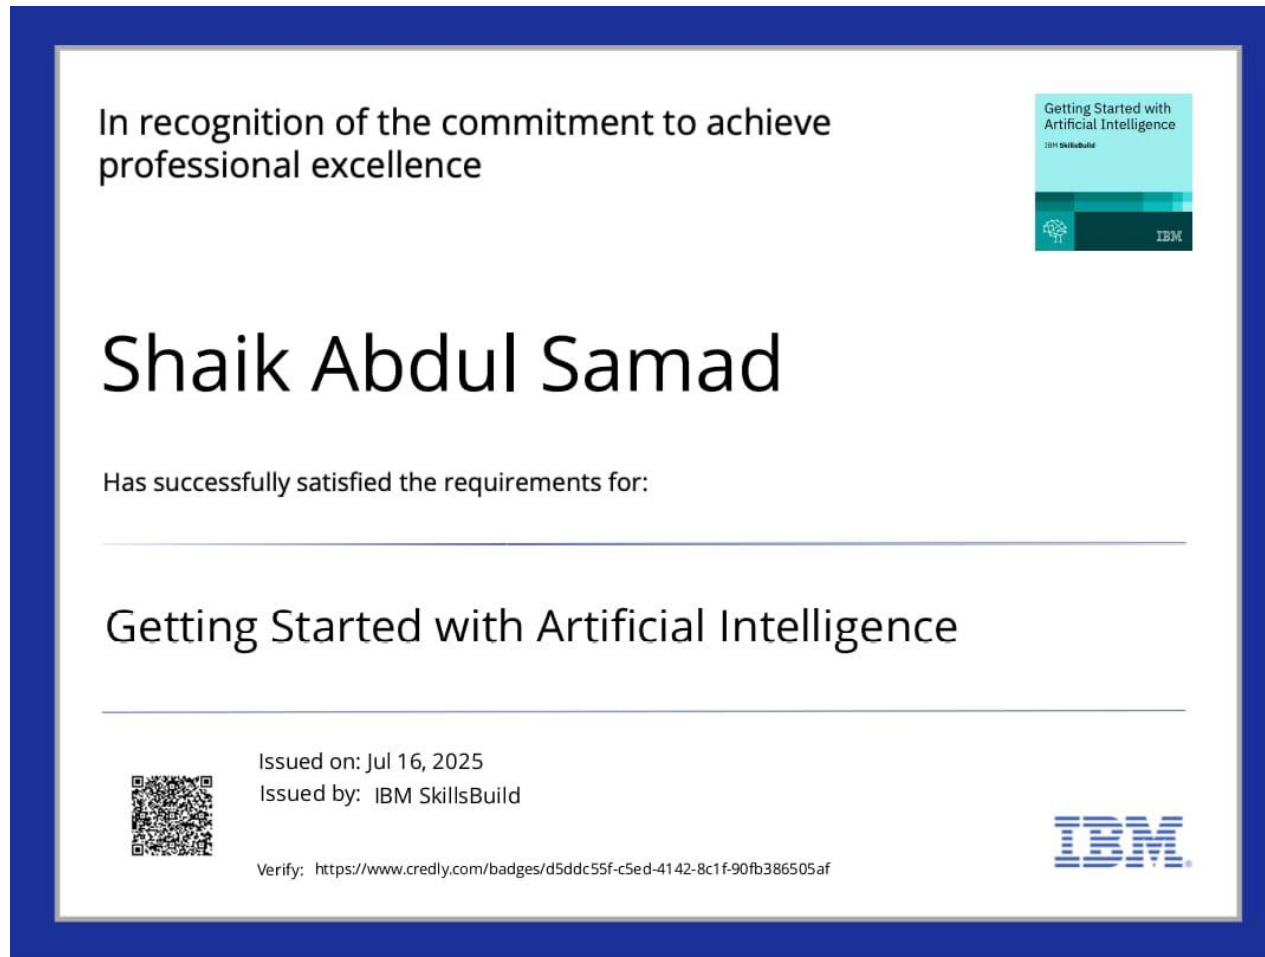 In recognition of the commitment to achieve
professional excellence
Getting Started with
Artificial Intelligence
IBM SkillsBuild
IBM
Shaik Abdul Samad
Has successfully satisfied the requirements for:
Getting Started with Artificial Intelligence
Issued on: Jul 16, 2025
Issued by: IBM SkillsBuild
Verify: https://www.credly.com/badges/d5ddc55f-c5ed-4142-8c1f-90fb386505af
IBM®